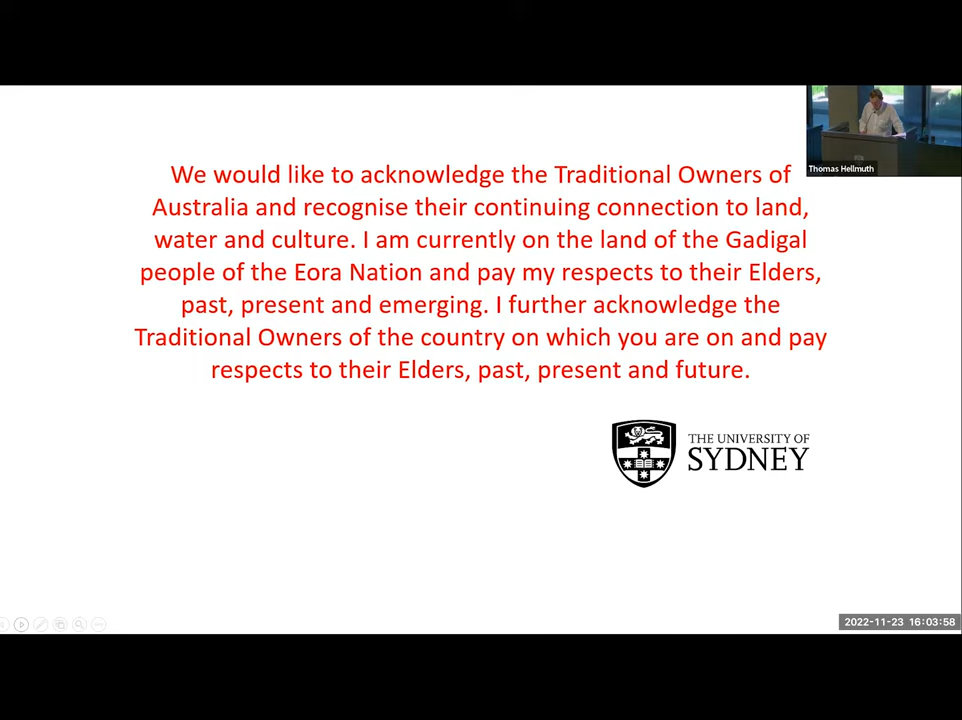 We would like to acknowledge the Traditional Owners of
Australia and recognise their continuing connection to land,
water and culture. I am currently on the land of the Gadigal
people of the Eora Nation and pay my respects to their Elders,
past, present and emerging. I further acknowledge the
Traditional Owners of the country on which you are on and pay
respects to their Elders, past, present and future.
THE UNIVERSITY OF
SYDNEY
Thomas Hellmuth
2022-11-23 16:03:58